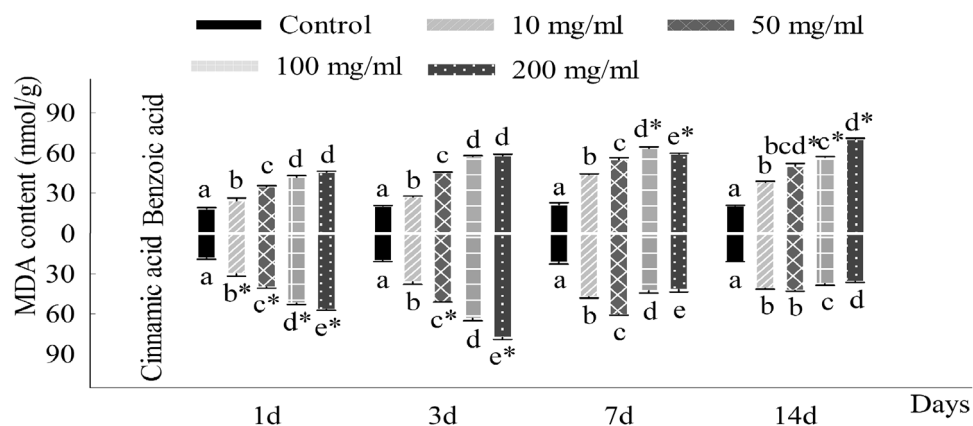 Control
10 mg/ml
50 mg/ml
100 mg/ml
200 mg/ml
MDA content (nmol/g)
Cinnamic acid Benzoic acid
90
60
30
0
30
60
90
a b c d d
a b* c* d* e*
a b c d d
a b c* d e*
a b c d* e*
a b c d e
a b bcd* c* d*
a b b c d
1d 3d 7d 14d
Days